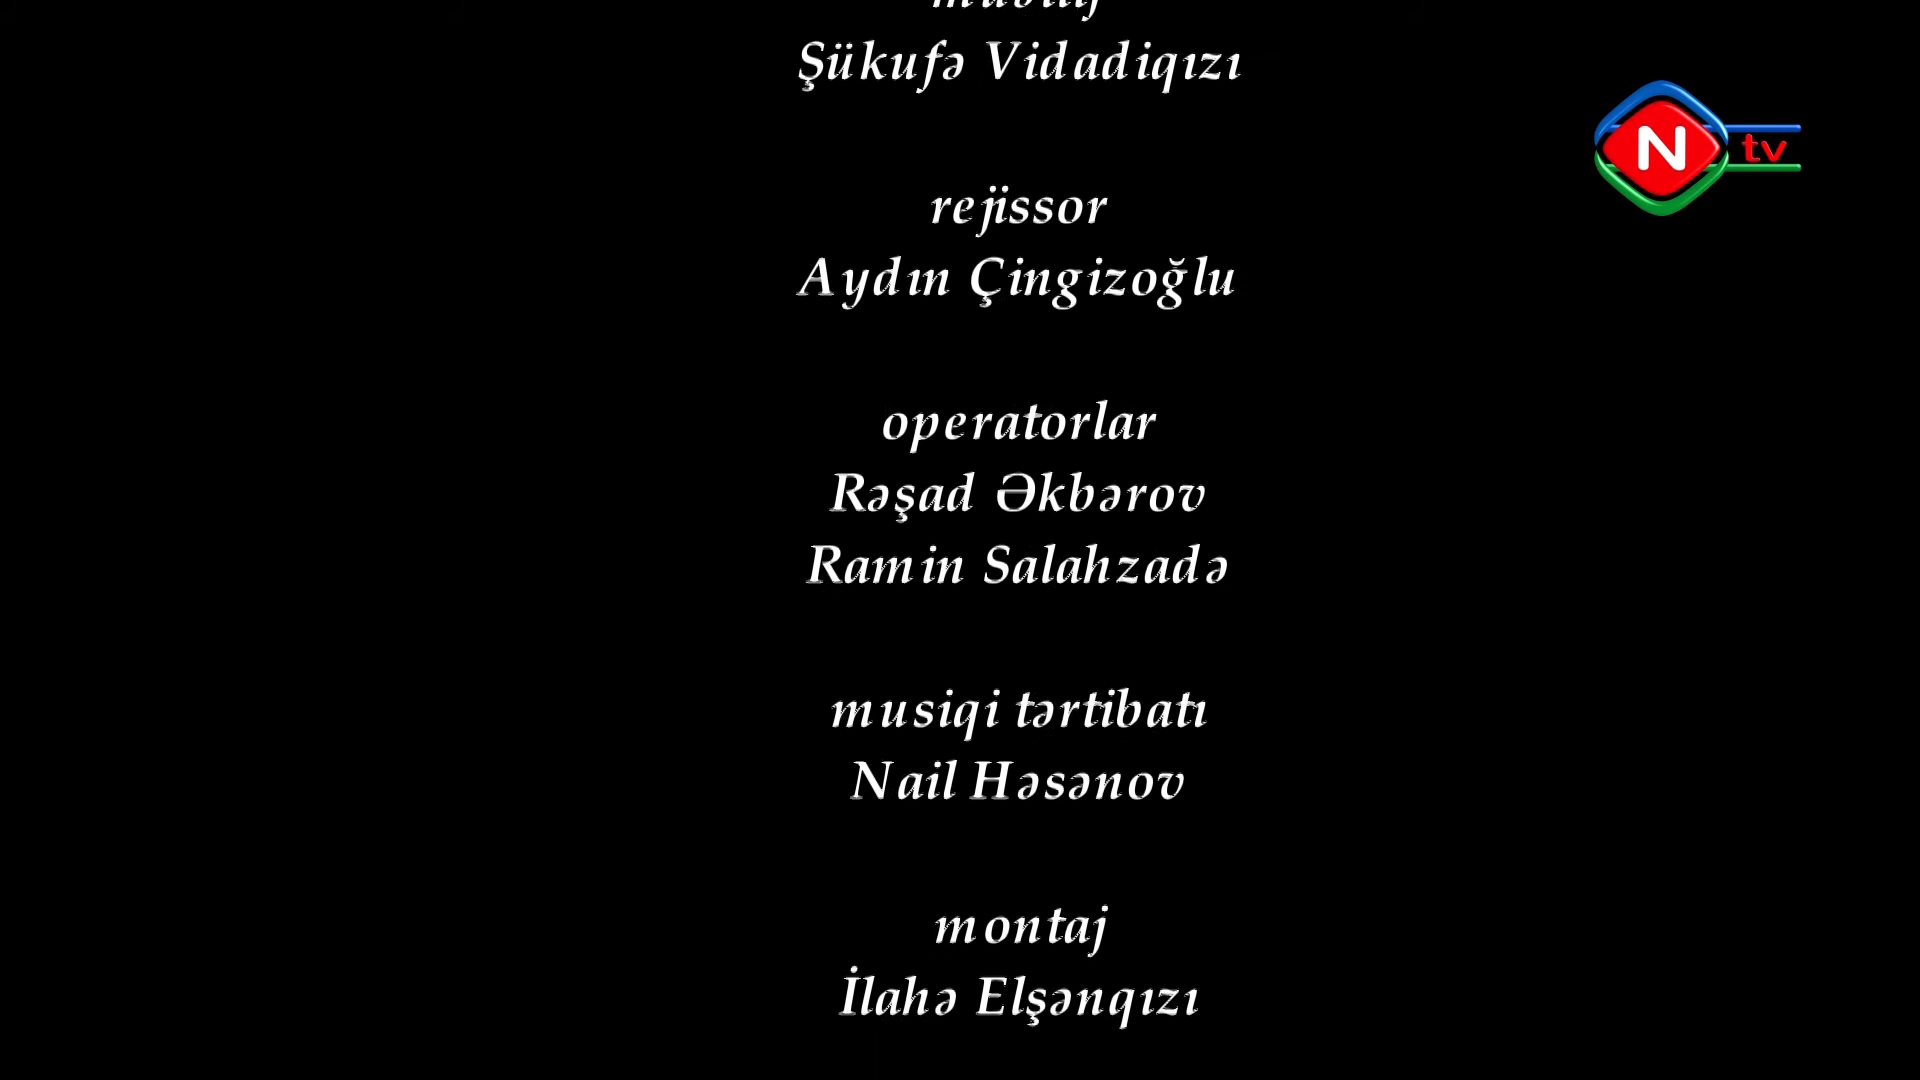 Şükufə Vidadiqızı
rejissor
Aydın Çingizoğlu
operatorlar
Rəşad Əkbərov
Ramin Salahzadə
musiqi tərtibatı
Nail Həsənov
montaj
İlahə Elşənqızı
N tv